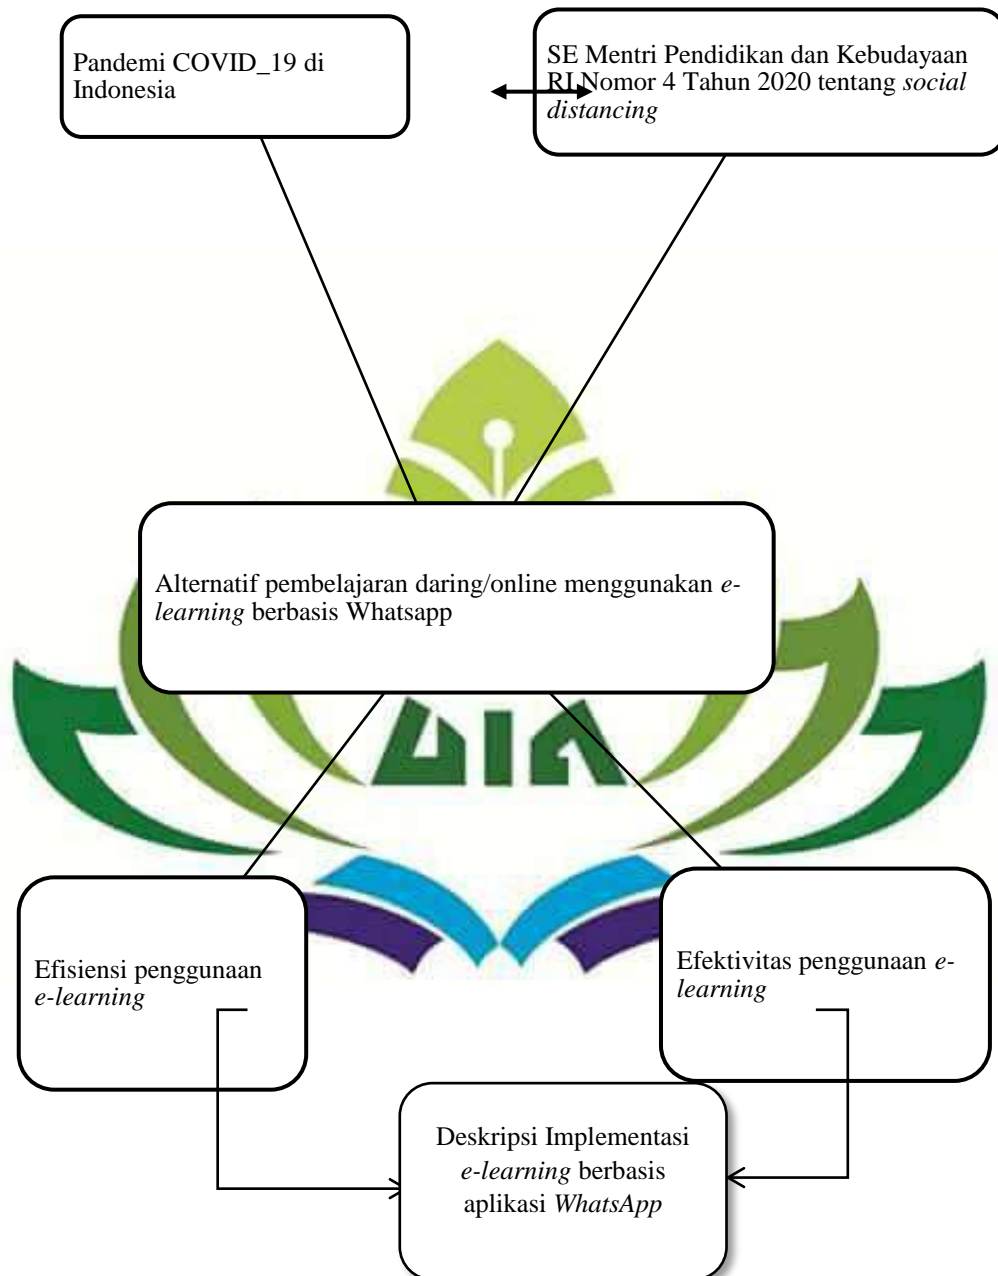 Pandemi COVID_19 di
Indonesia
SE Mentri Pendidikan dan Kebudayaan
RI Nomor 4 Tahun 2020 tentang social
distancing
Alternatif pembelajaran daring/online menggunakan e-
learning berbasis Whatsapp
UIN
Efisiensi penggunaan
e-learning
Efektivitas penggunaan e-
learning
Deskripsi Implementasi
e-learning berbasis
aplikasi WhatsApp